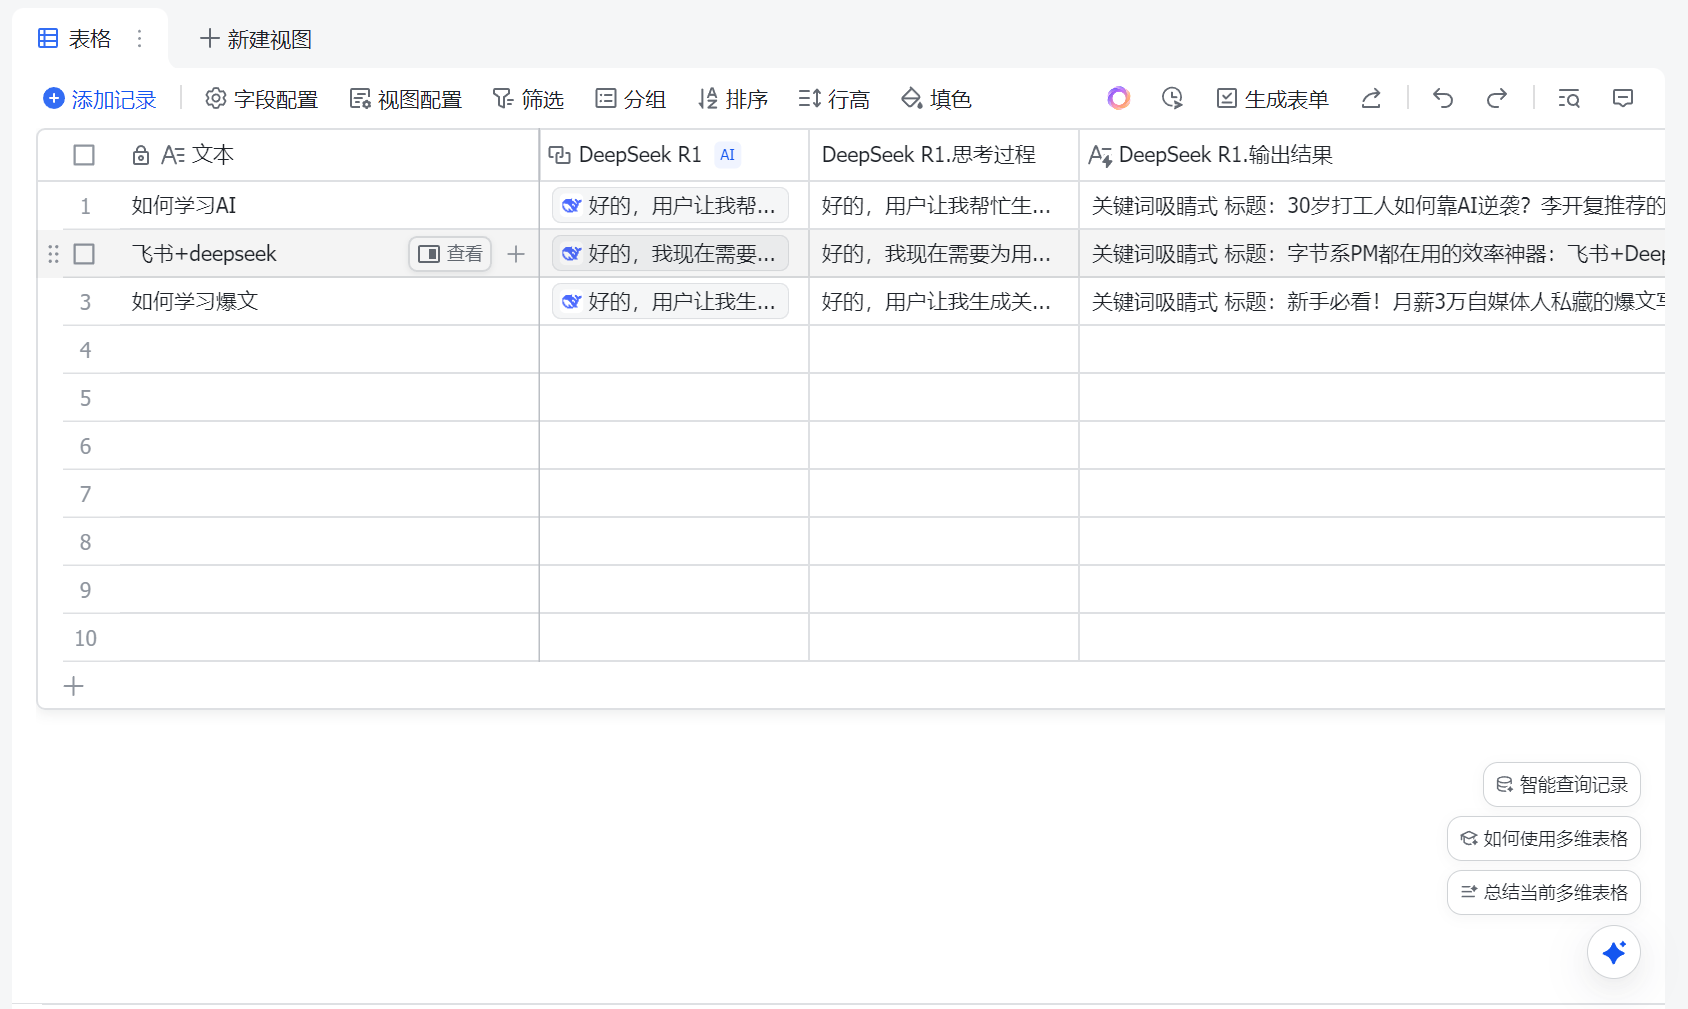 表格 新建视图
添加记录 字段配置 视图配置 筛选 分组 排序 行高 填色 生成表单
文本 DeepSeek R1 AI DeepSeek R1.思考过程 DeepSeek R1.输出结果
1 如何学习AI 好的，用户让我帮... 好的，用户让我帮忙生... 关键词吸睛式 标题：30岁打工人如何靠AI逆袭？李开复推荐的
飞书+deepseek 查看 好的，我现在需要... 好的，我现在需要为用... 关键词吸睛式 标题：字节系PM都在用的效率神器：飞书+Deep
3 如何学习爆文 好的，用户让我生... 好的，用户让我生成关... 关键词吸睛式 标题：新手必看！月薪3万自媒体人私藏的爆文写
4
5
6
7
8
9
10
智能查询记录
如何使用多维表格
总结当前多维表格